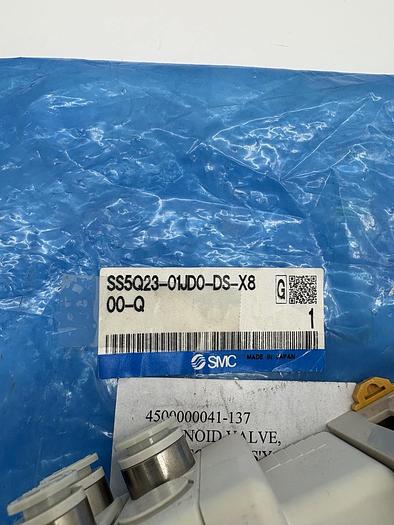 SS5Q23-01JD0-DS-X8
00-Q
G
1
SMC
MADE IN JAPAN
4500000041-137
NOID VALVE,